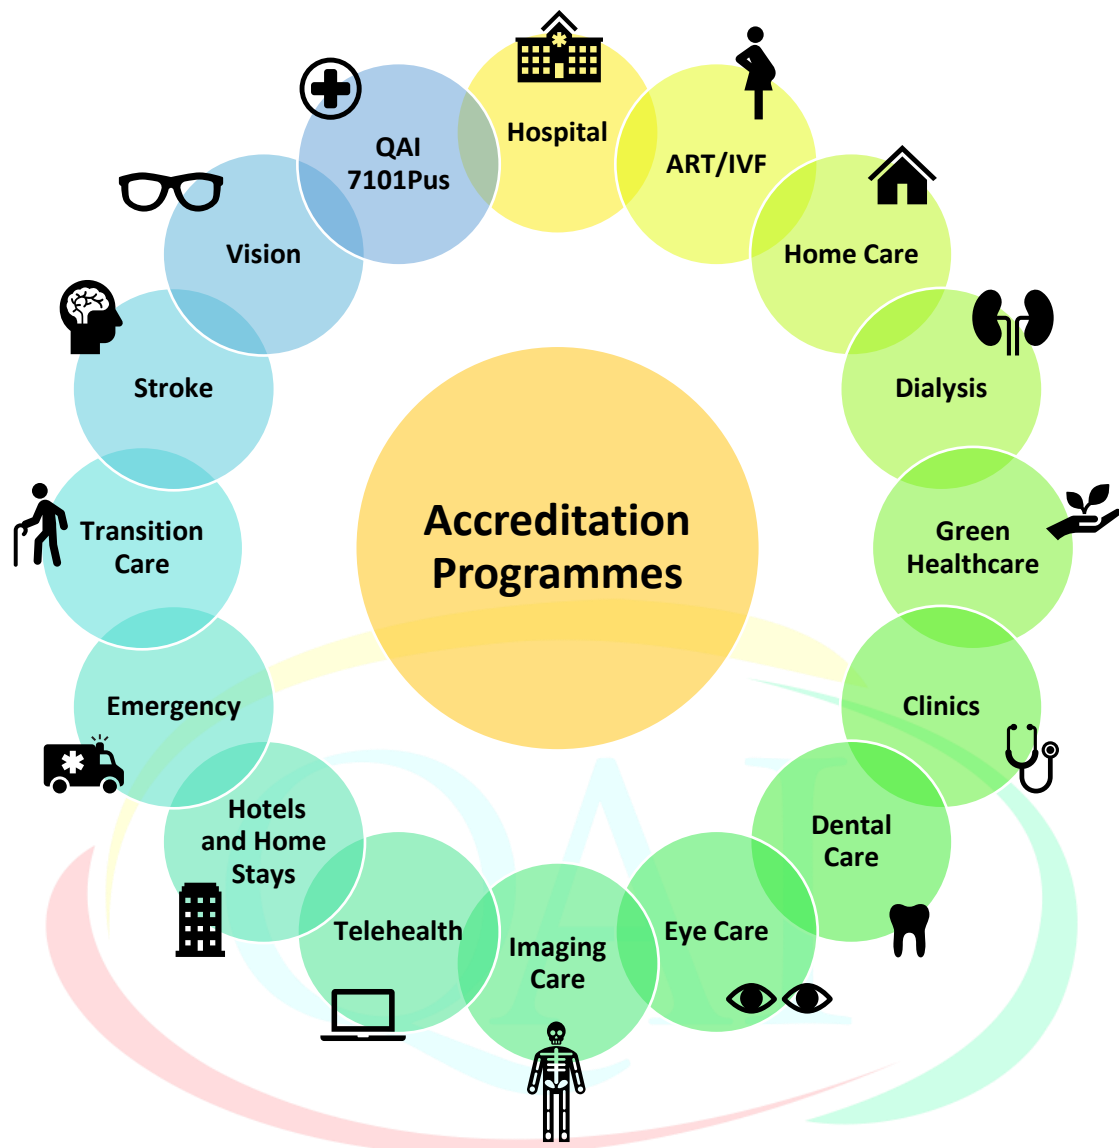 Hospital
ART/IVF
Home Care
Dialysis
Green
Healthcare
Clinics
Dental
Care
Eye Care
Imaging
Care
Telehealth
Hotels
and Home
Stays
Emergency
Transition
Care
Stroke
Vision
QAI
7101Pus
Accreditation
Programmes
QAI